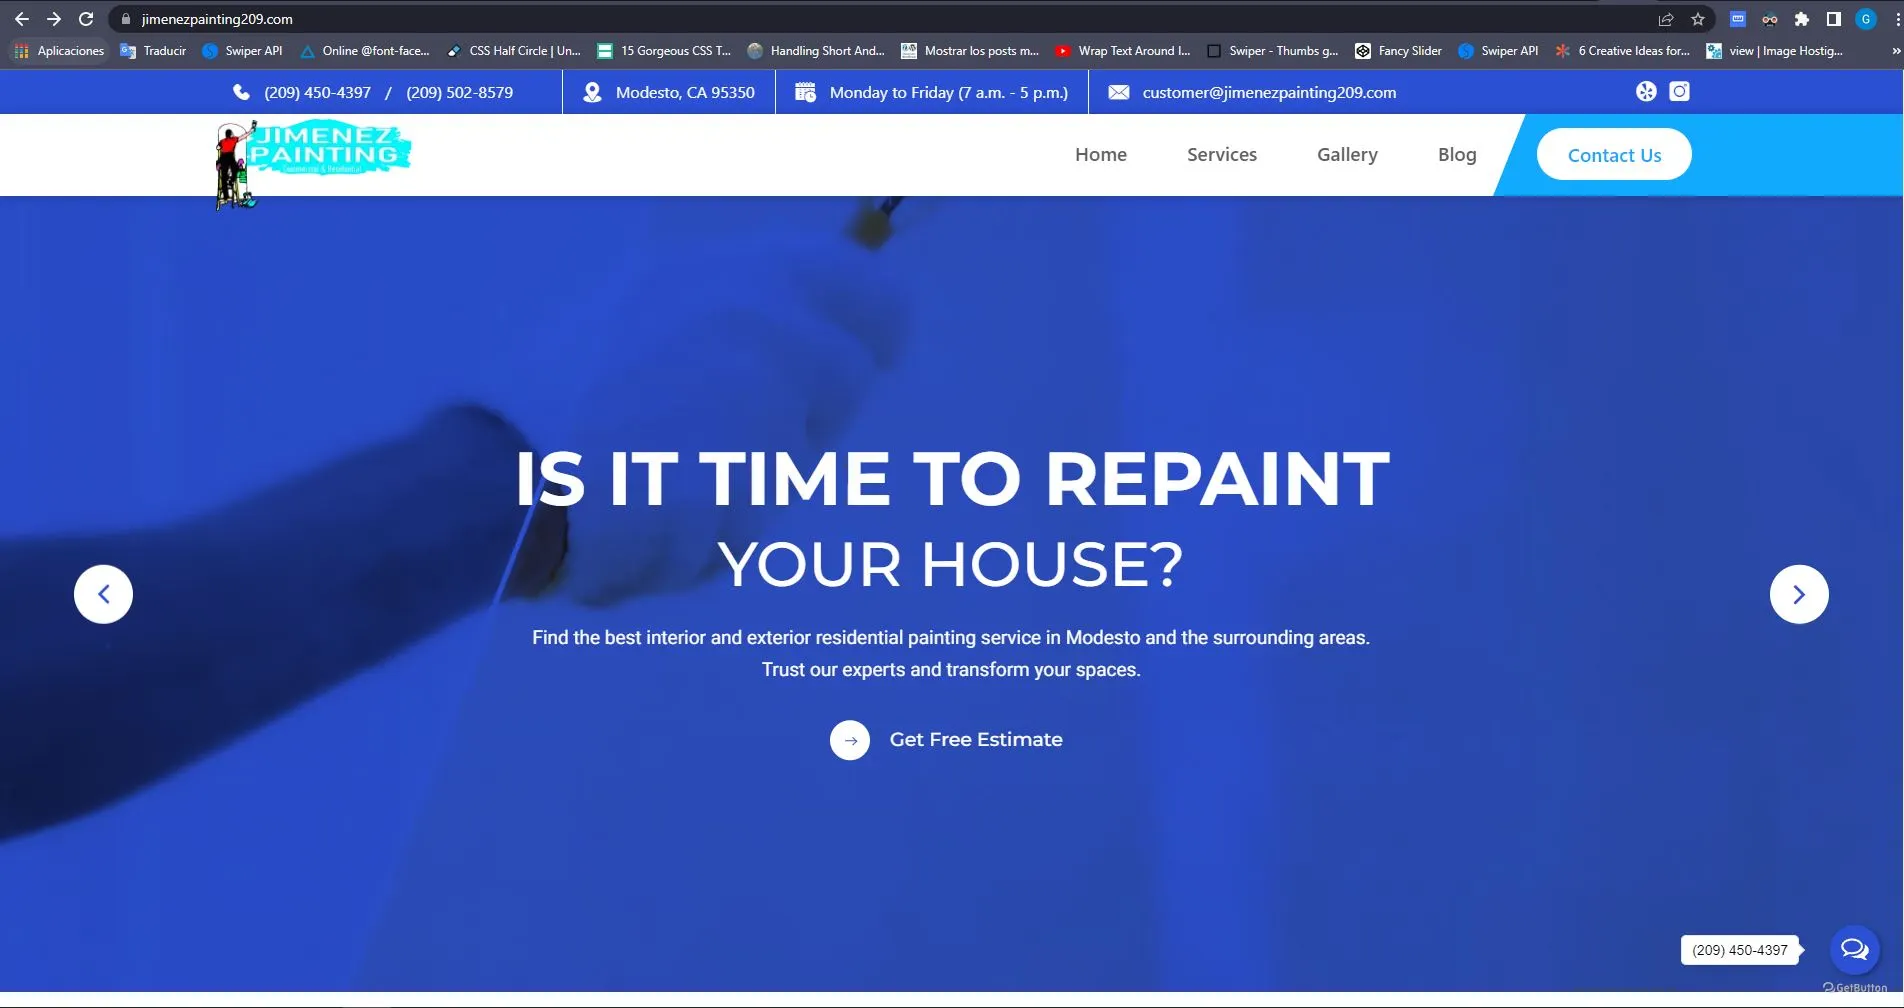 jimenezpainting209.com
G
Aplicaciones
Traducir
Swiper API
Online @font-face...
CSS Half Circle | Un...
15 Gorgeous CSS T...
Handling Short And...
Mostrar los posts m...
Wrap Text Around I...
Swiper - Thumbs g...
Fancy Slider
Swiper API
6 Creative Ideas for...
view | Image Hostig...
»
(209) 450-4397 / (209) 502-8579
Modesto, CA 95350
Monday to Friday (7 a.m. - 5 p.m.)
customer@jimenezpainting209.com
JIMENEZ
PAINTING
Commercial & Residential
Home
Services
Gallery
Blog
Contact Us
IS IT TIME TO REPAINT
YOUR HOUSE?
Find the best interior and exterior residential painting service in Modesto and the surrounding areas.
Trust our experts and transform your spaces.
Get Free Estimate
(209) 450-4397
GetButton